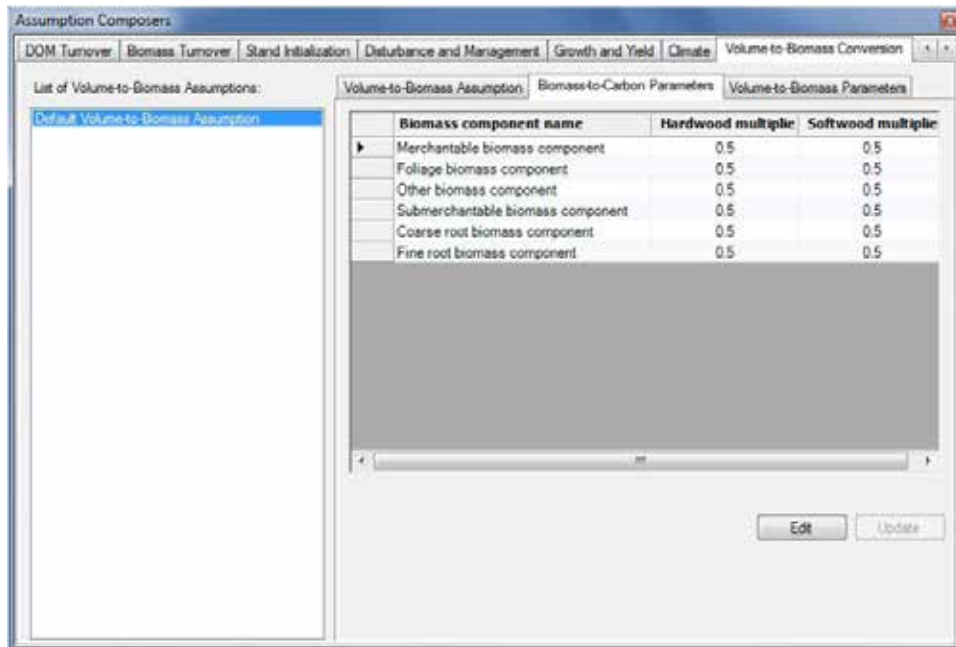 Assumption Composers
DOM Turnover Biomass Turnover Stand Initialization Disturbance and Management Growth and Yield Climate Volume-to-Biomass Conversion
List of Volume-to-Biomass Assumptions:
Volume-to-Biomass Assumption Biomass-to-Carbon Parameters Volume-to-Biomass Parameters
Default Volume-to-Biomass Assumption
Biomass component name Hardwood multiplie Softwood multiplie
Merchantable biomass component 0.5 0.5
Foliage biomass component 0.5 0.5
Other biomass component 0.5 0.5
Submerchantable biomass component 0.5 0.5
Coarse root biomass component 0.5 0.5
Fine root biomass component 0.5 0.5
Edit Update